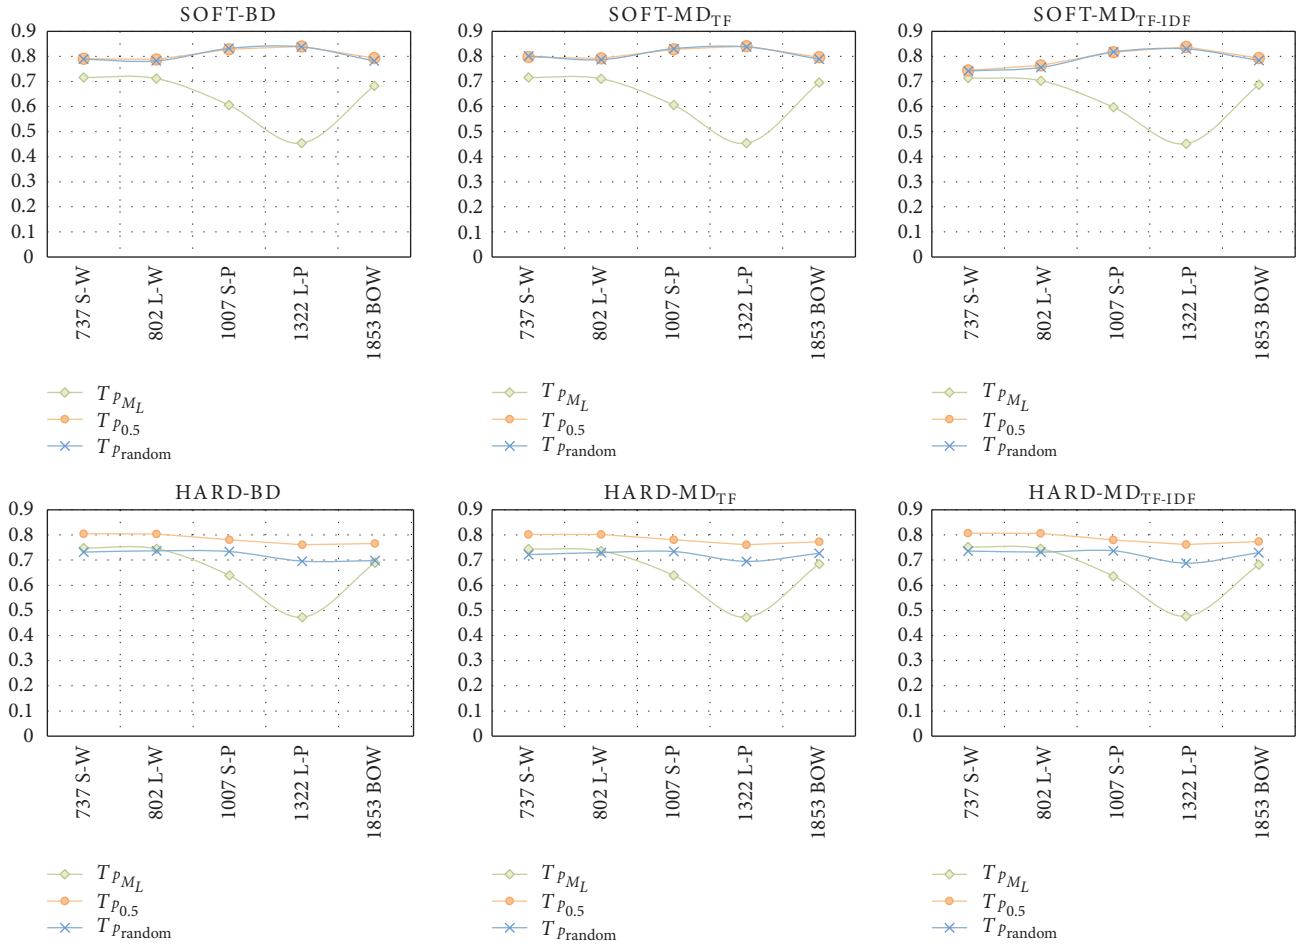 SOFT-BD
0.9
0.8
0.7
0.6
0.5
0.4
0.3
0.2
0.1
0
737 S-W
802 L-W
1007 S-P
1322 L-P
1853 BOW
T p_{M_L}
T p_{0.5}
T p_{random}
SOFT-MD_{TF}
0.9
0.8
0.7
0.6
0.5
0.4
0.3
0.2
0.1
0
737 S-W
802 L-W
1007 S-P
1322 L-P
1853 BOW
T p_{M_L}
T p_{0.5}
T p_{random}
SOFT-MD_{TF-IDF}
0.9
0.8
0.7
0.6
0.5
0.4
0.3
0.2
0.1
0
737 S-W
802 L-W
1007 S-P
1322 L-P
1853 BOW
T p_{M_L}
T p_{0.5}
T p_{random}
HARD-BD
0.9
0.8
0.7
0.6
0.5
0.4
0.3
0.2
0.1
0
737 S-W
802 L-W
1007 S-P
1322 L-P
1853 BOW
T p_{M_L}
T p_{0.5}
T p_{random}
HARD-MD_{TF}
0.9
0.8
0.7
0.6
0.5
0.4
0.3
0.2
0.1
0
737 S-W
802 L-W
1007 S-P
1322 L-P
1853 BOW
T p_{M_L}
T p_{0.5}
T p_{random}
HARD-MD_{TF-IDF}
0.9
0.8
0.7
0.6
0.5
0.4
0.3
0.2
0.1
0
737 S-W
802 L-W
1007 S-P
1322 L-P
1853 BOW
T p_{M_L}
T p_{0.5}
T p_{random}